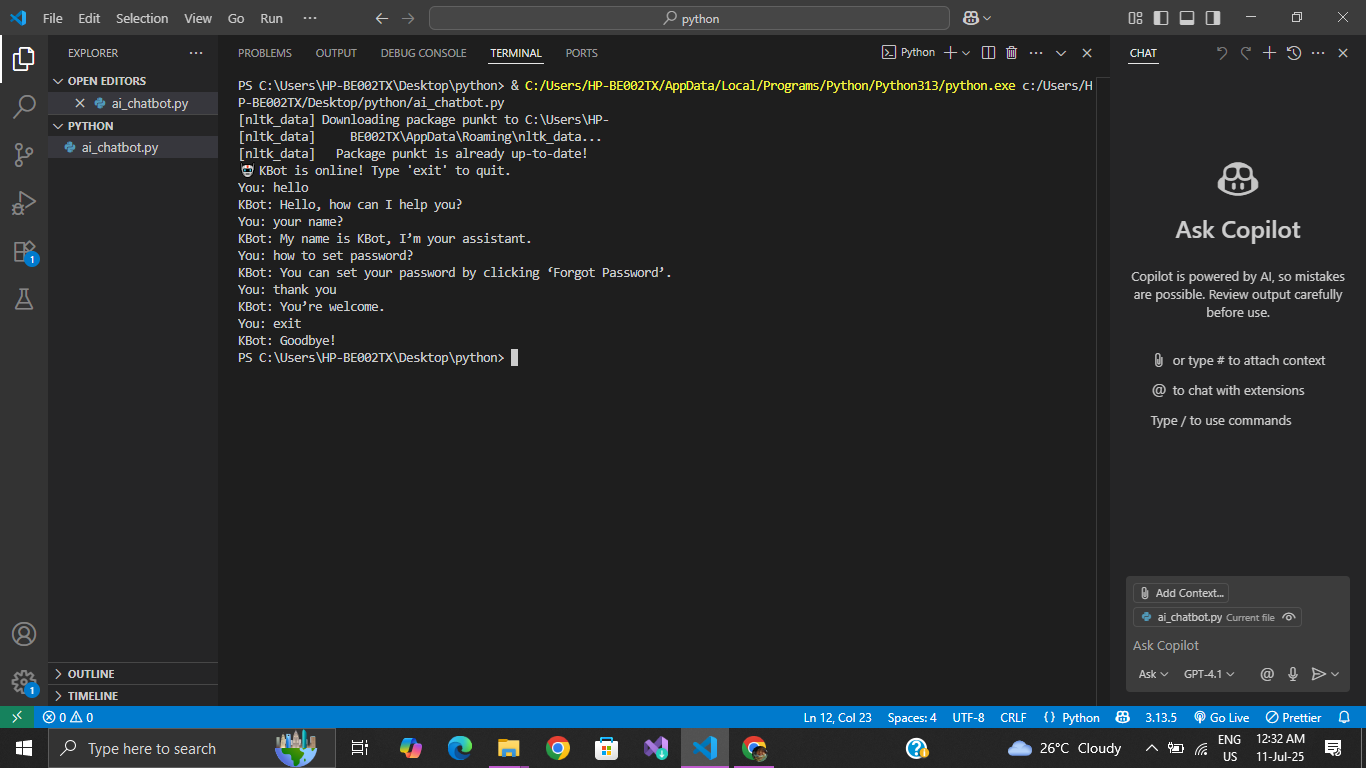 File Edit Selection View Go Run ··· python
EXPLORER ···
OPEN EDITORS
ai_chatbot.py
PYTHON
ai_chatbot.py
OUTLINE
TIMELINE
1
1
PROBLEMS OUTPUT DEBUG CONSOLE TERMINAL PORTS Python ···
PS C:\Users\HP-BE002TX\Desktop\python> & C:/Users/HP-BE002TX/AppData/Local/Programs/Python/Python313/python.exe c:/Users/H
P-BE002TX/Desktop/python/ai_chatbot.py
[nltk_data] Downloading package punkt to C:\Users\HP-
[nltk_data]     BE002TX\AppData\Roaming\nltk_data...
[nltk_data]   Package punkt is already up-to-date!
🤖 KBot is online! Type 'exit' to quit.
You: hello
KBot: Hello, how can I help you?
You: your name?
KBot: My name is KBot, I’m your assistant.
You: how to set password?
KBot: You can set your password by clicking ‘Forgot Password’.
You: thank you
KBot: You’re welcome.
You: exit
KBot: Goodbye!
PS C:\Users\HP-BE002TX\Desktop\python>
CHAT ···
Ask Copilot
Copilot is powered by AI, so mistakes
are possible. Review output carefully
before use.
or type # to attach context
@ to chat with extensions
Type / to use commands
Add Context...
ai_chatbot.py Current file
Ask Copilot
Ask GPT-4.1 @
0 0 Ln 12, Col 23 Spaces: 4 UTF-8 CRLF {} Python 3.13.5 Go Live Prettier
Type here to search 26°C Cloudy ENG 12:32 AM
US 11-Jul-25